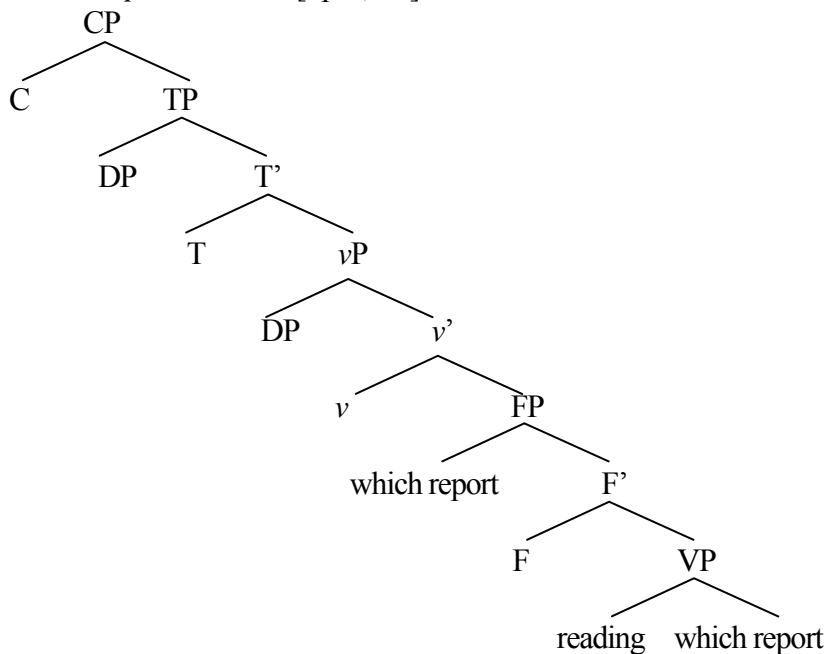 CP
C TP
DP T’
T vP
DP v’
v FP
which report F’
F VP
reading which report